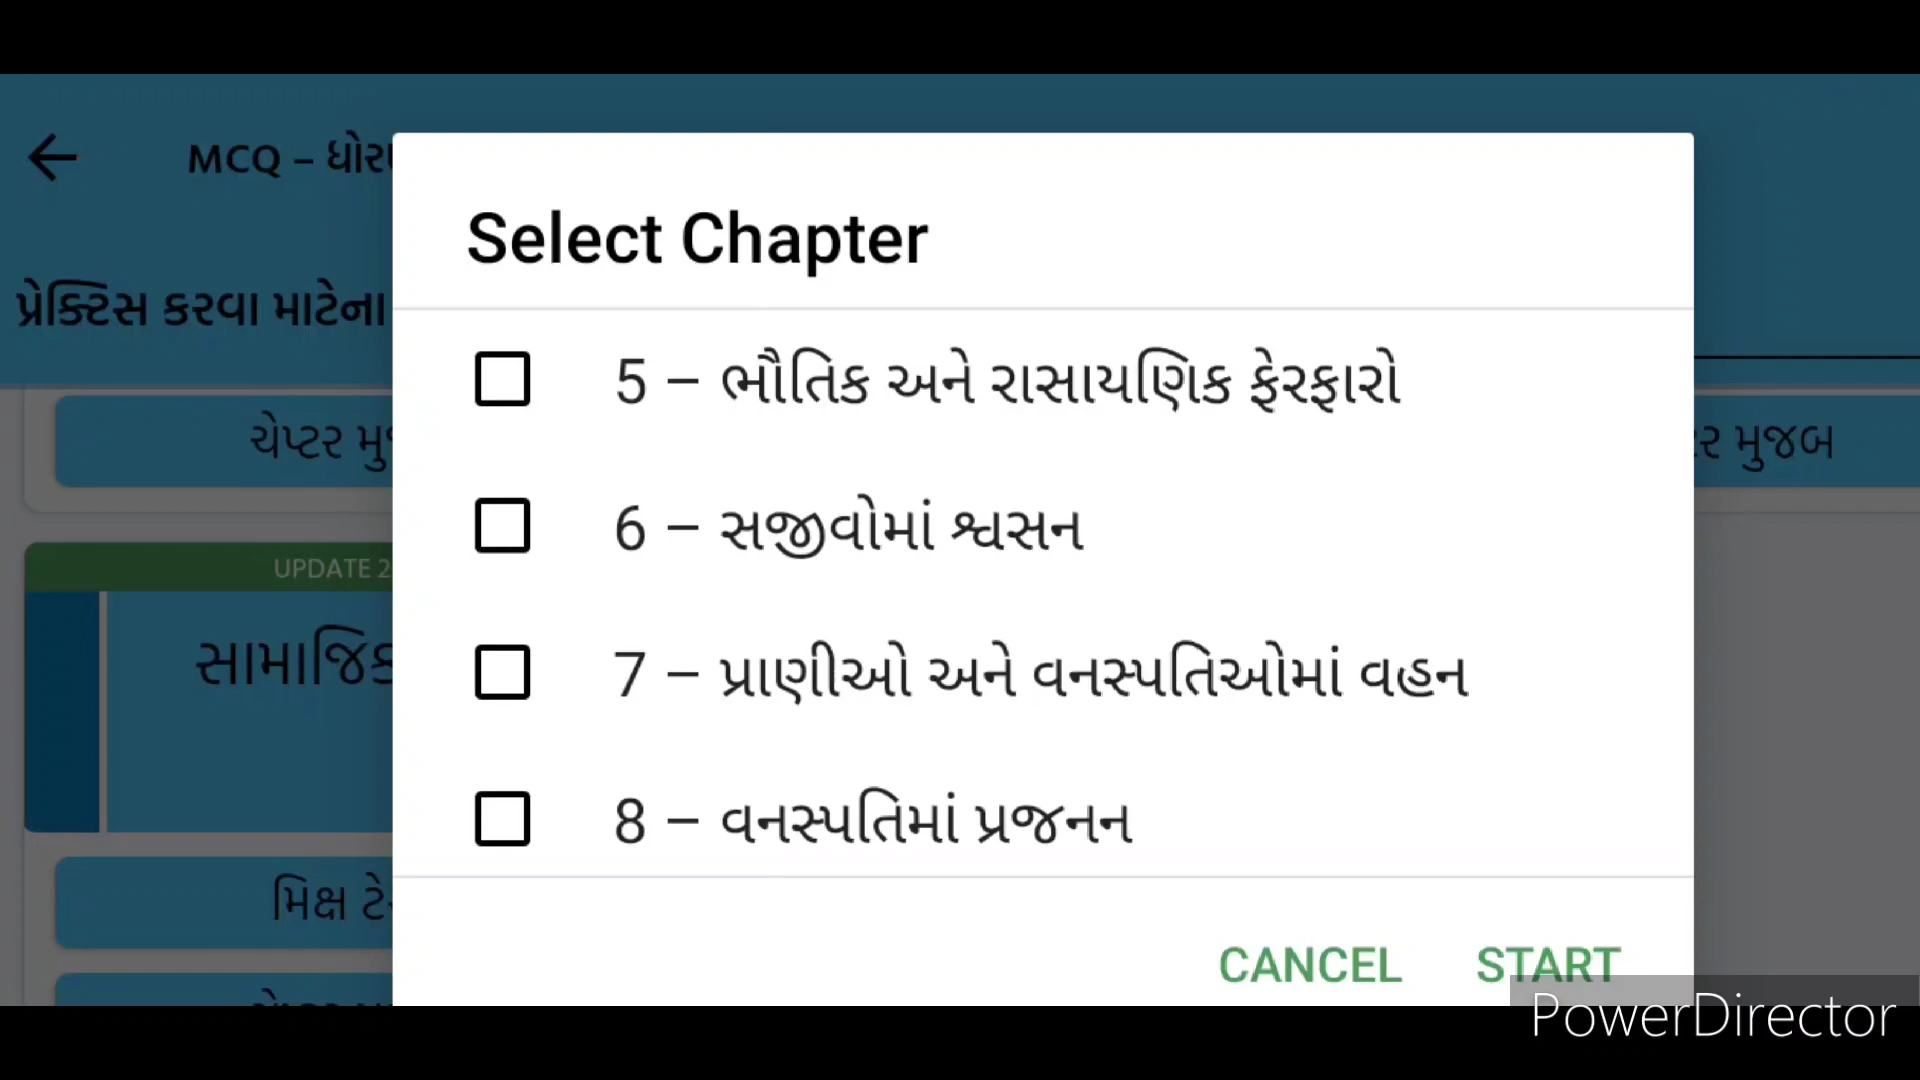 MCQ –
Select Chapter
પ્રેક્ટિસ કરવા માટેના
5 – ભૌતિક અને રાસાયણિક ફેરફારો
ચેપ્ટર
મુજબ
6 – સજીવોમાં શ્વસન
UPDATE
7 – પ્રાણીઓ અને વનસ્પતિઓમાં વહન
8 – વનસ્પતિમાં પ્રજનન
મિક્ષ
CANCEL START
PowerDirector